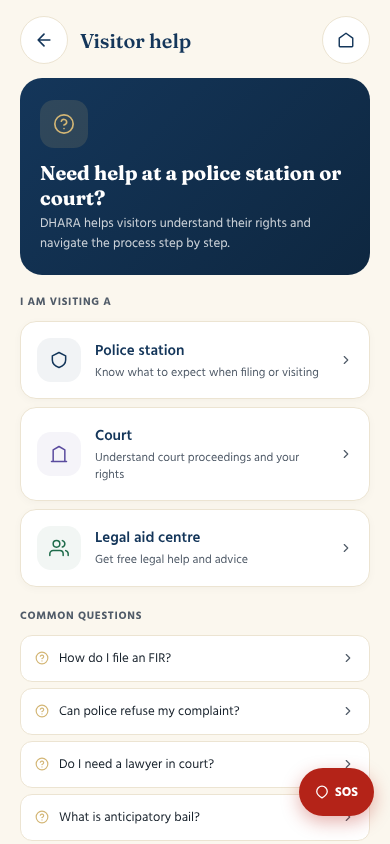 Visitor help
Need help at a police station or
court?
DHARA helps visitors understand their rights and
navigate the process step by step.
I AM VISITING A
Police station
Know what to expect when filing or visiting
Court
Understand court proceedings and your
rights
Legal aid centre
Get free legal help and advice
COMMON QUESTIONS
How do I file an FIR?
Can police refuse my complaint?
Do I need a lawyer in court?
SOS
What is anticipatory bail?